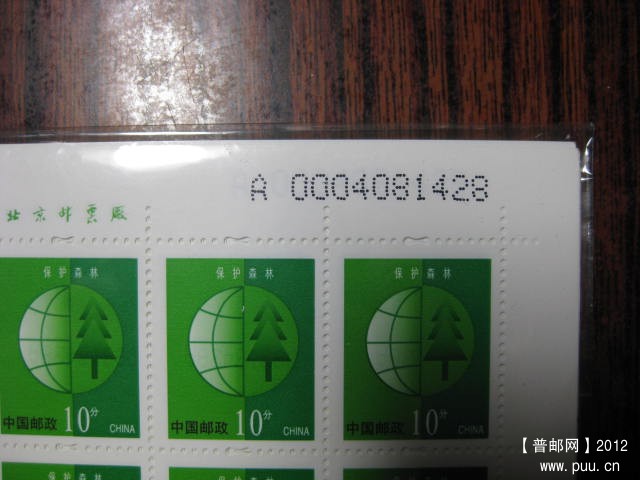 A 0004081428
北京邮票厂
保护森林
保护森林
保护森林
中国邮政 10分 CHINA
中国邮政 10分 CHINA
中国邮政 10分 CHINA
【普邮网】2012
www.puu.cn